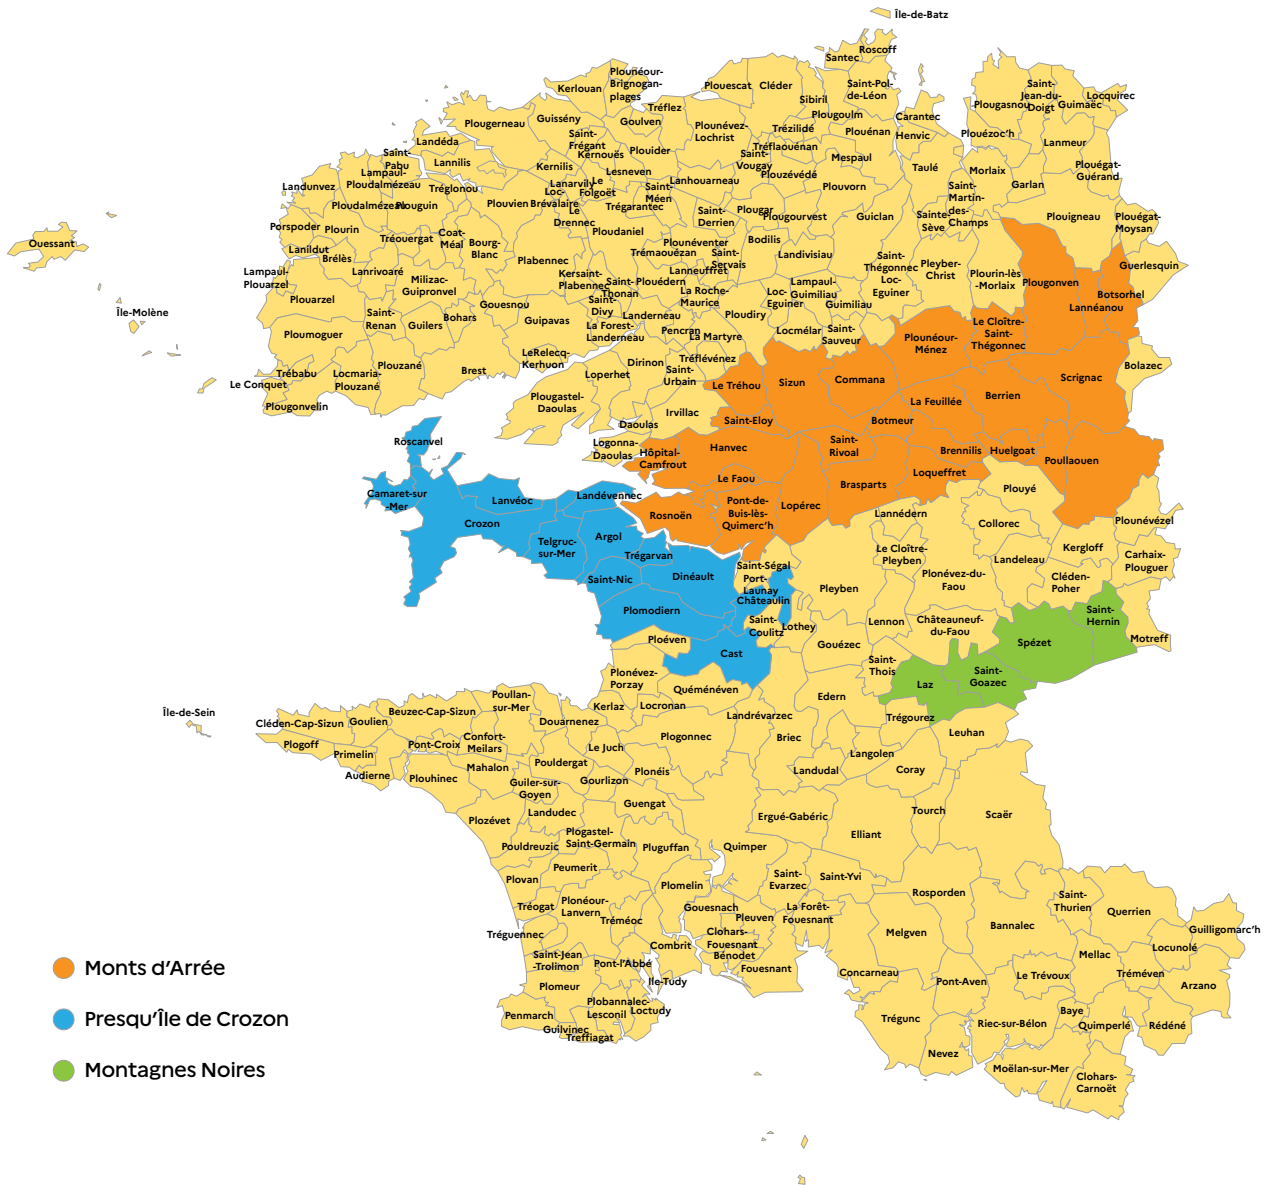 Île-de-Batz
Roscoff
Santec
Plounéour-
Brignogan-
plages
Kerlouan
Plouescat
Cléder
Saint-Pol-
de-Léon
Sibiril
Saint-
Jean-du-
Doigt
Locquirec
Plougasnou
Guimaëc
Tréflez
Goulven
Guissény
Plougerneau
Plounévez-
Lochrist
Trézilidé
Plougoulm
Plouénan
Carantec
Henvic
Plouézoc'h
Lanmeur
Saint-
Frégant
Kernouës
Plouider
Landéda
Saint-
Pabu
Lannilis
Lampaul-
Ploudalmézeau
Kernilis
Lesneven
Tréflaouénan
Saint-
Vougay
Mespaul
Plouzévédé
Taulé
Morlaix
Plouégat-
Guérand
Garlan
Landunvez
Tréglonou
Lanarvily
Le
Folgoët
Loc-
Brévalaire
Saint-
Méen
Lanhouarneau
Plouvorn
Saint-
Martin-
des-
Champs
Ploudalmézeau
Plouguin
Plouvien
Le
Drennec
Trégarantec
Saint-
Derrien
Plougar
Plougourvest
Guiclan
Sainte-
Sève
Plouigneau
Plouégat-
Moysan
Porspoder
Plourin
Tréouergat
Coat-
Méal
Bourg-
Blanc
Ploudaniel
Plounéventer
Bodilis
Ouessant
Lanildut
Brélès
Trémaouézan
Saint-
Servais
Landivisiau
Saint-
Thégonnec
Loc-
Eguiner
Pleyber-
Christ
Plourin-lès
-Morlaix
Guerlesquin
Lampaul-
Plouarzel
Lanrivoaré
Milizac-
Guipronvel
Plabennec
Kersaint-
Plabennec
Saint-
Thonan
Plouédern
Lanneuffret
La Roche-
Maurice
Loc-
Eguiner
Lampaul-
Guimiliau
Guimiliau
Plougonven
Botsorhel
Lannéanou
Plouarzel
Île-Molène
Saint-
Renan
Guilers
Bohars
Gouesnou
Guipavas
Saint-
Divy
La Forest-
Landerneau
Landerneau
Pencran
La Martyre
Ploudiry
Locmélar
Saint-
Sauveur
Plounéour-
Ménez
Le Cloître-
Saint-
Thégonnec
Ploumoguer
LeRelecq-
Kerhuon
Dirinon
Tréflévénez
Saint-
Urbain
Bolazec
Trébabu
Le Conquet
Locmaria-
Plouzané
Plouzané
Brest
Loperhet
Le Tréhou
Sizun
Commana
Scrignac
Plougonvelin
Plougastel-
Daoulas
Daoulas
Irvillac
Saint-Eloy
La Feuillée
Berrien
Botmeur
Roscanvel
Logonna-
Daoulas
Hôpital-
Camfrout
Hanvec
Saint-
Rivoal
Brennilis
Huelgoat
Poullaouen
Camaret-sur
-Mer
Lanvéoc
Landévennec
Le Faou
Brasparts
Loqueffret
Plouyé
Crozon
Rosnoën
Pont-de-
Buis-lès-
Quimerc'h
Lopérec
Lannédern
Collorec
Plounévézel
Telgruc-
sur-Mer
Argol
Trégarvan
Le Cloître-
Pleyben
Landeleau
Kergloff
Carhaix-
Plouguer
Saint-Nic
Dinéault
Saint-Ségal
Port-
Launay
Châteaulin
Pleyben
Plonévez-du-
Faou
Cléden-
Poher
Plomodiern
Saint-
Coulitz
Lothey
Lennon
Châteauneuf-
du-Faou
Saint-
Hernin
Motreff
Ploéven
Cast
Gouézec
Spézet
Plonévez-
Porzay
Quéménéven
Saint-
Thois
Laz
Saint-
Goazec
Edern
Poullan-
sur-Mer
Kerlaz
Locronan
Landrévarzec
Trégourez
Leuhan
Île-de-Sein
Cléden-Cap-Sizun
Goulien
Beuzec-Cap-Sizun
Douarnenez
Plogonnec
Briec
Plogoff
Primelin
Pont-Croix
Confort-
Meilars
Le Juch
Langolen
Audierne
Plouhinec
Mahalon
Pouldergat
Plonéis
Landudal
Coray
Guiler-sur-
Goyen
Gourlizon
Guengat
Plozévet
Landudec
Plogastel-
Saint-Germain
Ergué-Gabéric
Elliant
Tourch
Scaër
Pouldreuzic
Pluguffan
Quimper
Plovan
Peumerit
Plomelin
Saint-
Evarzec
Saint-Yvi
Rosporden
Saint-
Thurien
Querrien
Tréogat
Plonéour-
Lanvern
Tréméoc
Gouesnach
Pleuven
La Forêt-
Fouesnant
Bannalec
Guilligomarc'h
Tréguennec
Combrit
Clohars-
Fouesnant
Bénodet
Melgven
Locunolé
Saint-Jean
-Trolimon
Pont-l'Abbé
Ile-Tudy
Fouesnant
Concarneau
Pont-Aven
Le Trévoux
Mellac
Tréméven
Arzano
Plomeur
Plobannalec-
Lesconil
Loctudy
Penmarch
Guilvinec
Treffiagat
Trégunc
Riec-sur-Bélon
Baye
Quimperlé
Rédéné
Nevez
Moëlan-sur-Mer
Clohars-
Carnoët
Monts d'Arrée
Presqu'Île de Crozon
Montagnes Noires